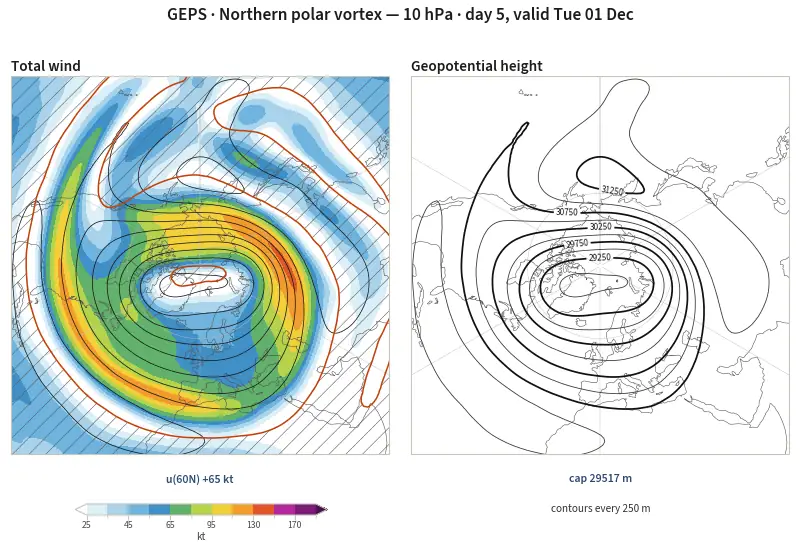 GEPS · Northern polar vortex — 10 hPa · day 5, valid Tue 01 Dec
Total wind
Geopotential height
31250
30750
30250
29750
29250
u(60N) +65 kt
cap 29517 m
contours every 250 m
25 45 65 95 130 170
kt